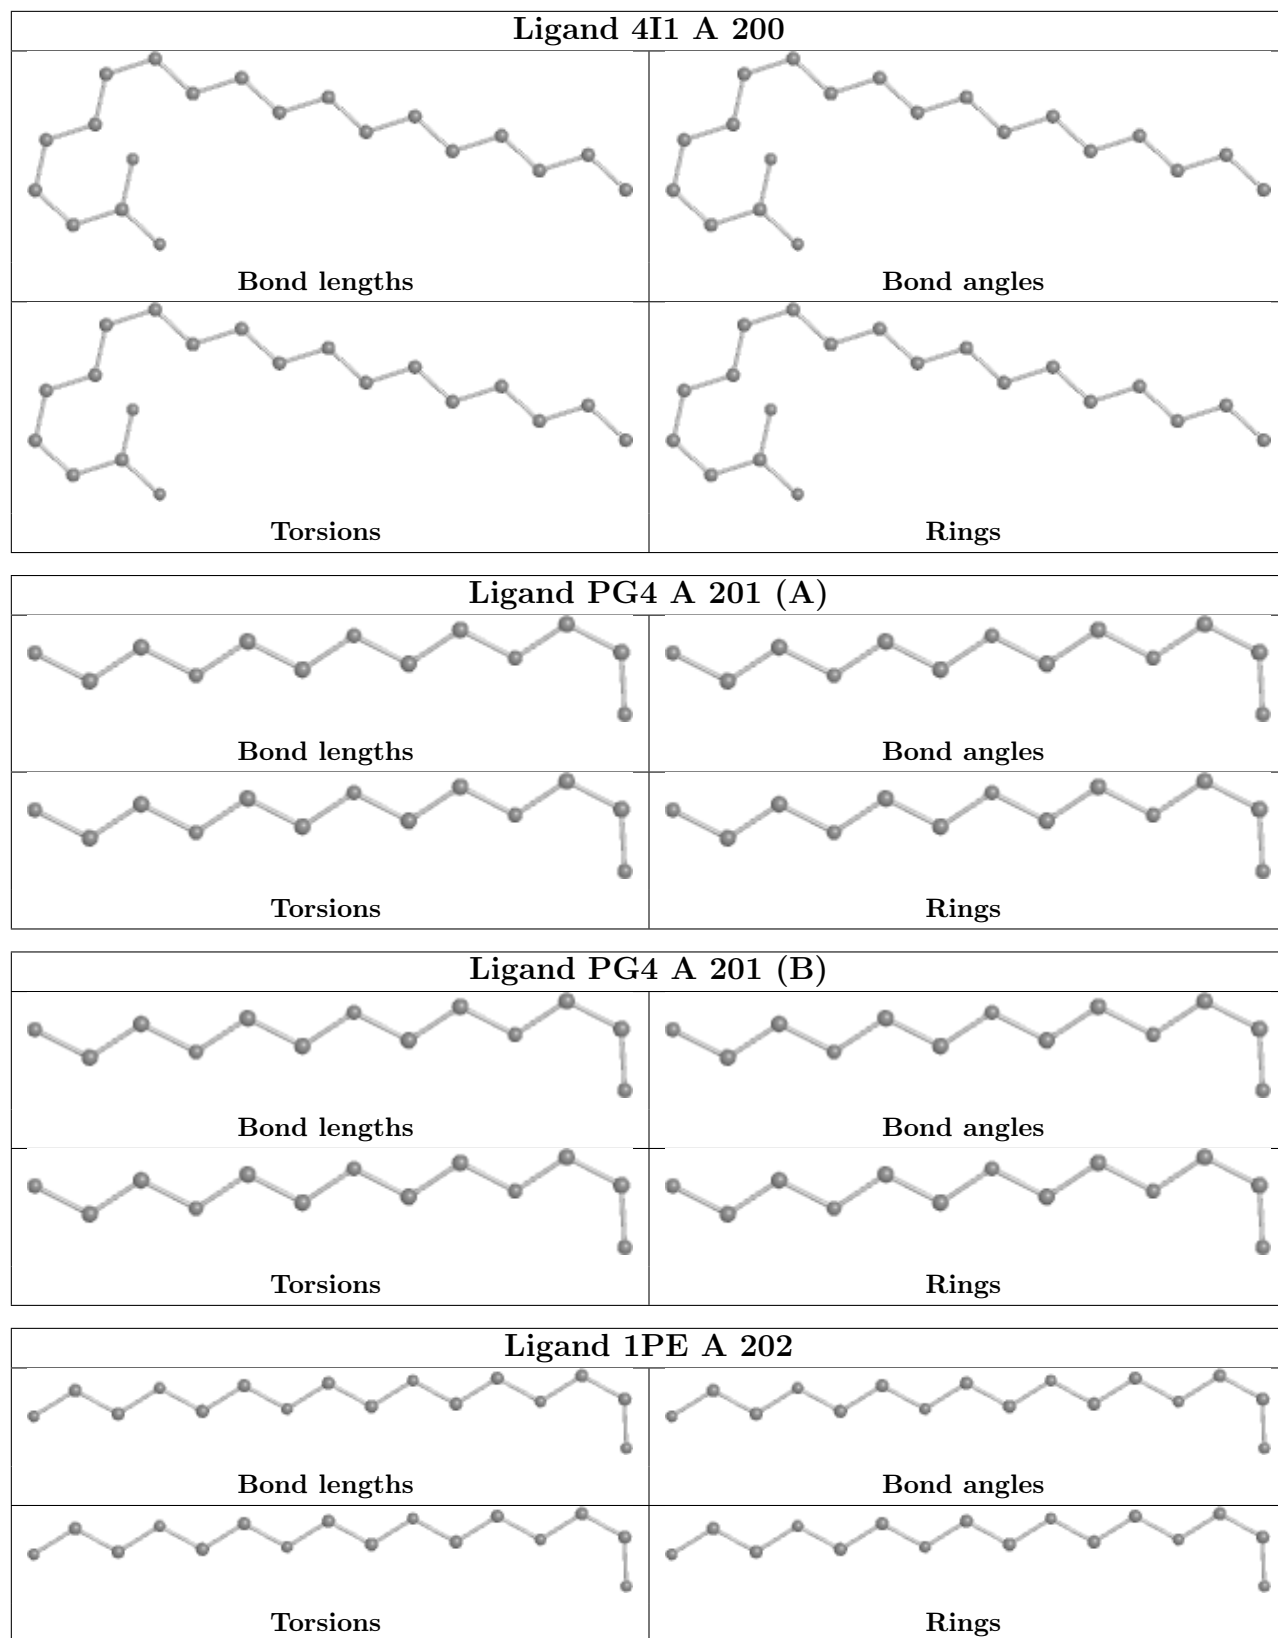 Ligand 4I1 A 200
Bond lengths Bond angles
Torsions Rings
Ligand PG4 A 201 (A)
Bond lengths Bond angles
Torsions Rings
Ligand PG4 A 201 (B)
Bond lengths Bond angles
Torsions Rings
Ligand 1PE A 202
Bond lengths Bond angles
Torsions Rings